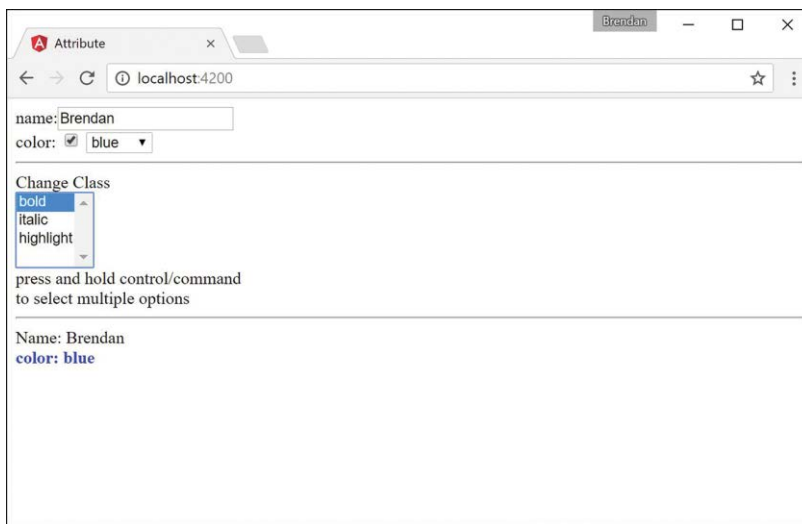 Brendan
Attribute
localhost:4200
name:Brendan
color: blue
Change Class
bold
italic
highlight
press and hold control/command
to select multiple options
Name: Brendan
color: blue